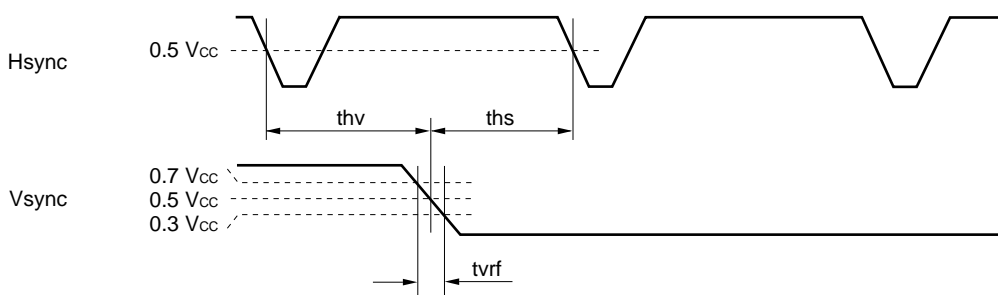 Hsync
0.5 Vcc
thv
ths
Vsync
0.7 Vcc
0.5 Vcc
0.3 Vcc
tvrf